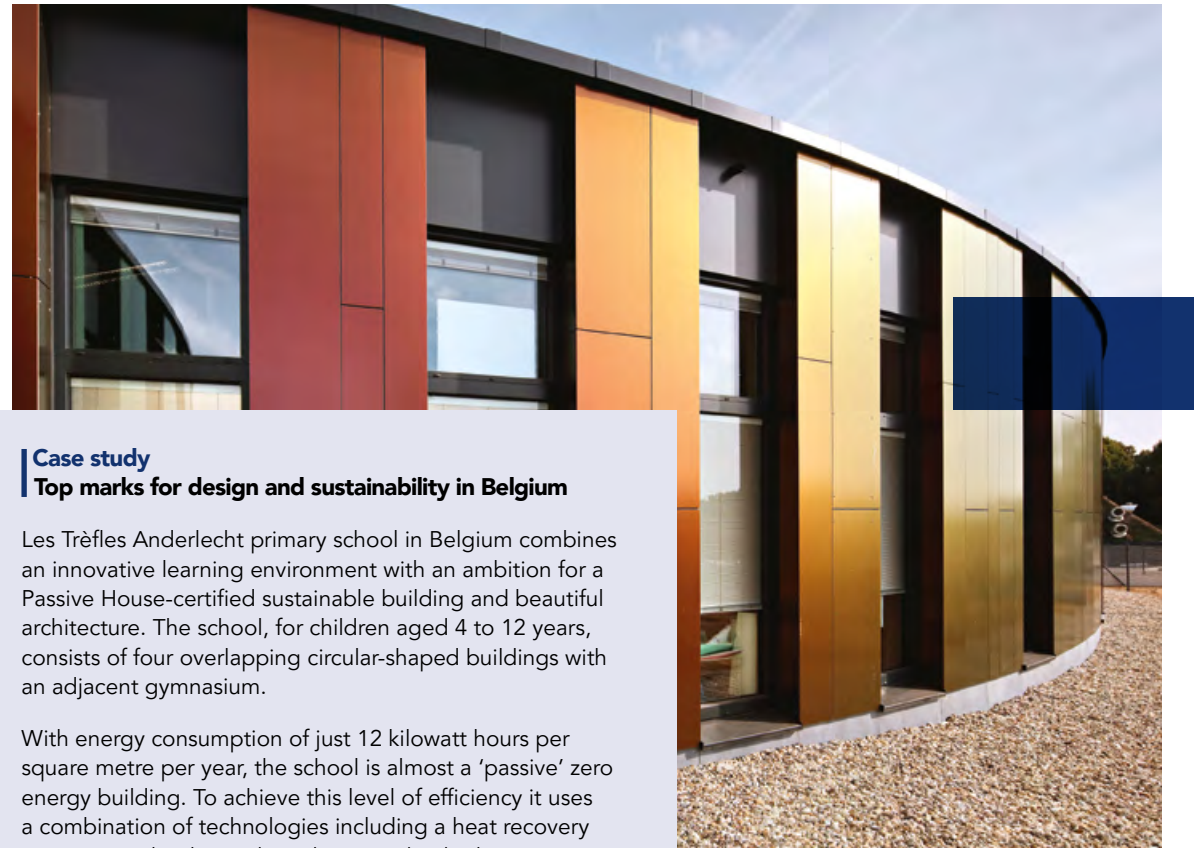 Case study
Top marks for design and sustainability in Belgium
Les Trèfles Anderlecht primary school in Belgium combines
an innovative learning environment with an ambition for a
Passive House-certified sustainable building and beautiful
architecture. The school, for children aged 4 to 12 years,
consists of four overlapping circular-shaped buildings with
an adjacent gymnasium.
With energy consumption of just 12 kilowatt hours per
square metre per year, the school is almost a ‘passive’ zero
energy building. To achieve this level of efficiency it uses
a combination of technologies including a heat recovery